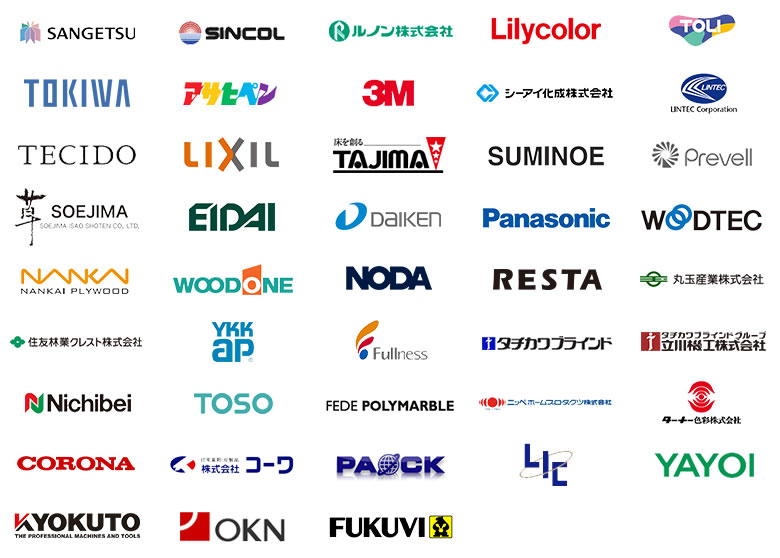 SANGETSU
SINCOL
ルノン株式会社
Lilycolor
TOLI
TOKIWA
アサヒペン
3M
シーアイ化成株式会社
LINTEC
LINTEC Corporation
TECIDO
LIXIL
床を創る
TAJIMA
SUMINOE
Prevell
SOEJIMA
SOEJIMA ISAO SHOTEN CO., LTD.
EIDAI
DAIKEN
Panasonic
WOODTEC
NANKAI
NANKAI PLYWOOD
WOODONE
NODA
RESTA
丸玉産業株式会社
住友林業クレスト株式会社
YKK
ap
Fullness
タチカワブラインド
タチカワブラインド グループ
立川機工株式会社
Nichibei
TOSO
FEDE POLYMARBLE
ニッペホームプロダクツ株式会社
ターナー色彩株式会社
CORONA
株式会社 コーワ
PAOCK
LIC
YAYOI
KYOKUTO
THE PROFESSIONAL MACHINES AND TOOLS
OKN
FUKUVI